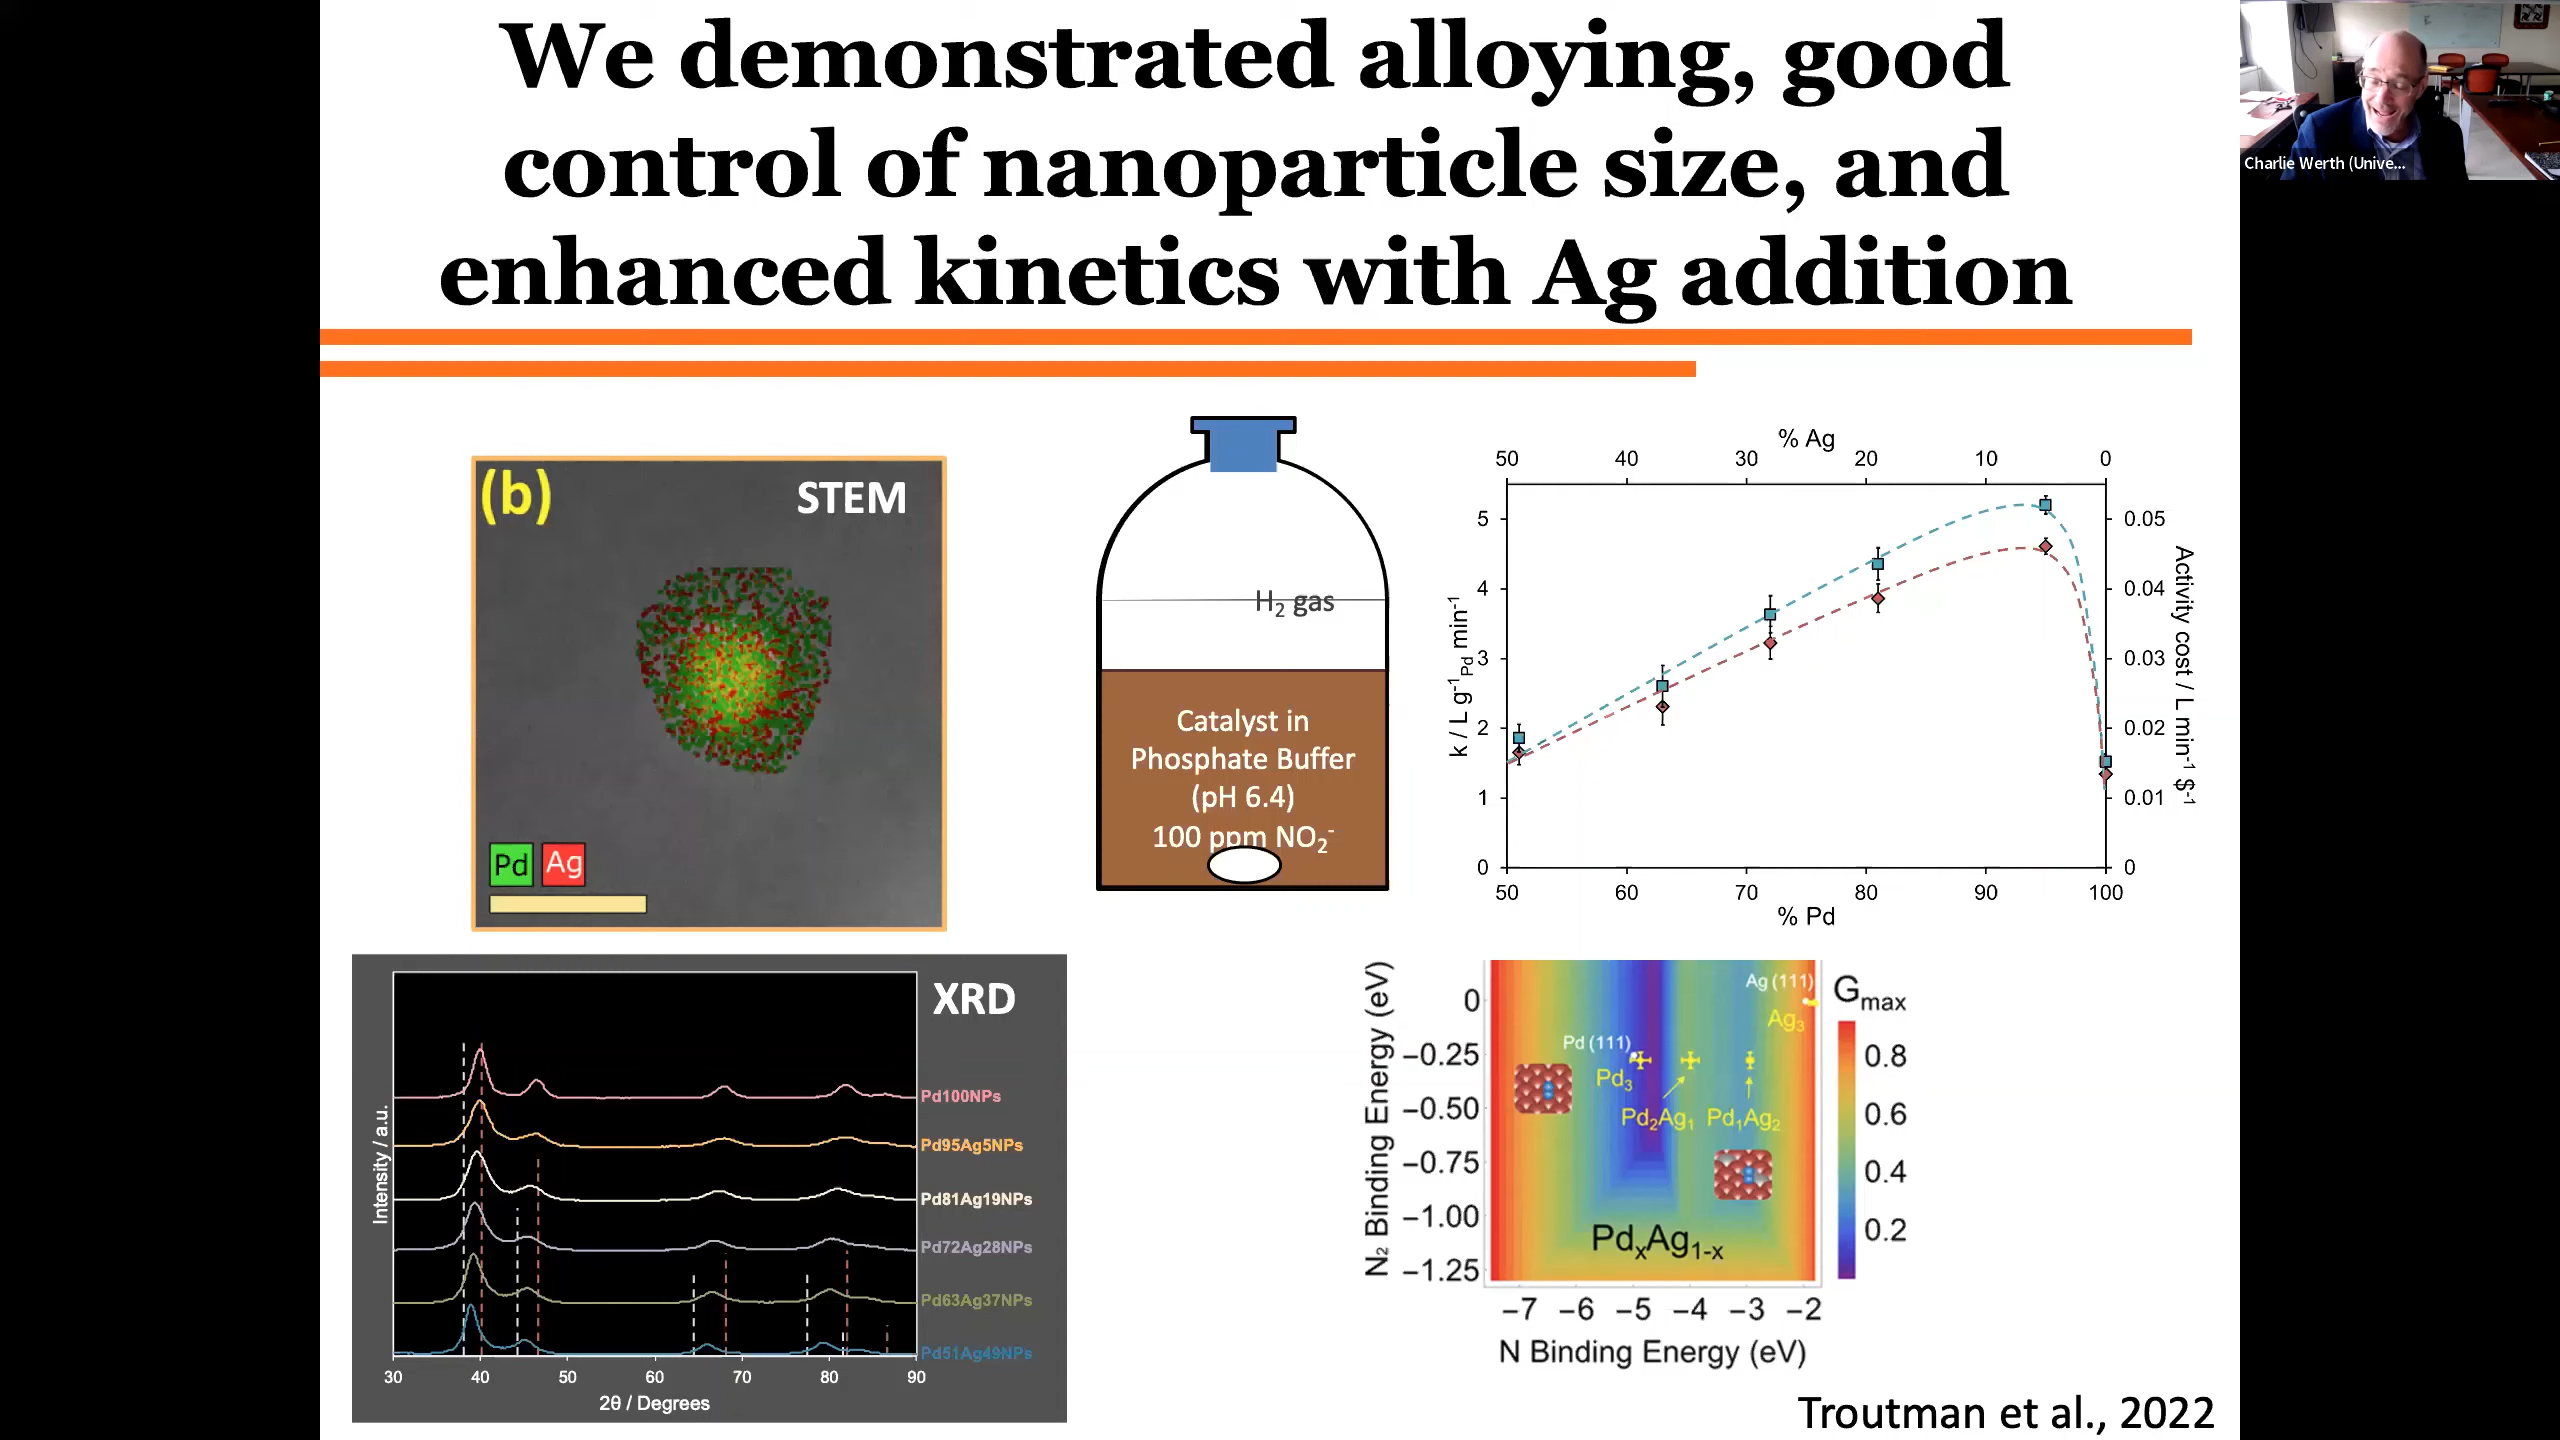 We demonstrated alloying, good
control of nanoparticle size, and
enhanced kinetics with Ag addition
Charlie Werth (Unive...
(b)
STEM
Pd
Ag
H₂ gas
Catalyst in
Phosphate Buffer
(pH 6.4)
100 ppm NO₂⁻
% Ag
50 40 30 20 10 0
5
4
3
2
1
0
k / L g⁻¹Pd min⁻¹
0.05
0.04
0.03
0.02
0.01
0
Activity cost / L min⁻¹ $⁻¹
50 60 70 80 90 100
% Pd
XRD
Pd100NPs
Pd95Ag5NPs
Pd81Ag19NPs
Pd72Ag28NPs
Pd63Ag37NPs
Pd51Ag49NPs
Intensity / a.u.
30 40 50 60 70 80 90
2θ / Degrees
N₂ Binding Energy (eV)
0
−0.25
−0.50
−0.75
−1.00
−1.25
Ag (111)
Ag₃
Pd (111)
Pd₃
Pd₂Ag₁ Pd₁Ag₂
PdₓAg₁₋ₓ
−7 −6 −5 −4 −3 −2
N Binding Energy (eV)
Gmax
0.8
0.6
0.4
0.2
Troutman et al., 2022